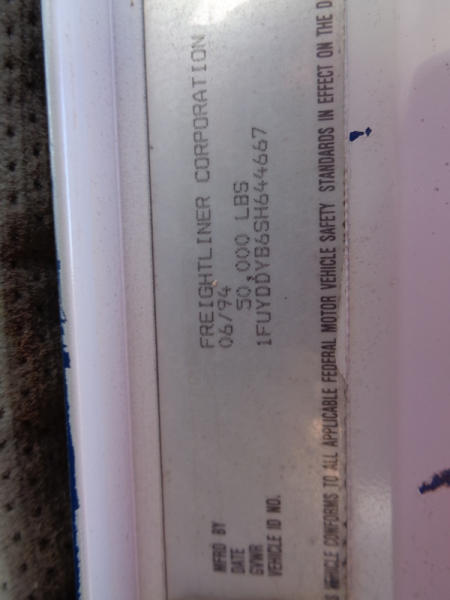 MFRD BY FREIGHTLINER CORPORATION
DATE 06/94
GVWR 50,000 LBS
VEHICLE ID NO. 1FUYDDYB6SH644667
VEHICLE CONFORMS TO ALL APPLICABLE FEDERAL MOTOR VEHICLE SAFETY STANDARDS IN EFFECT ON THE D